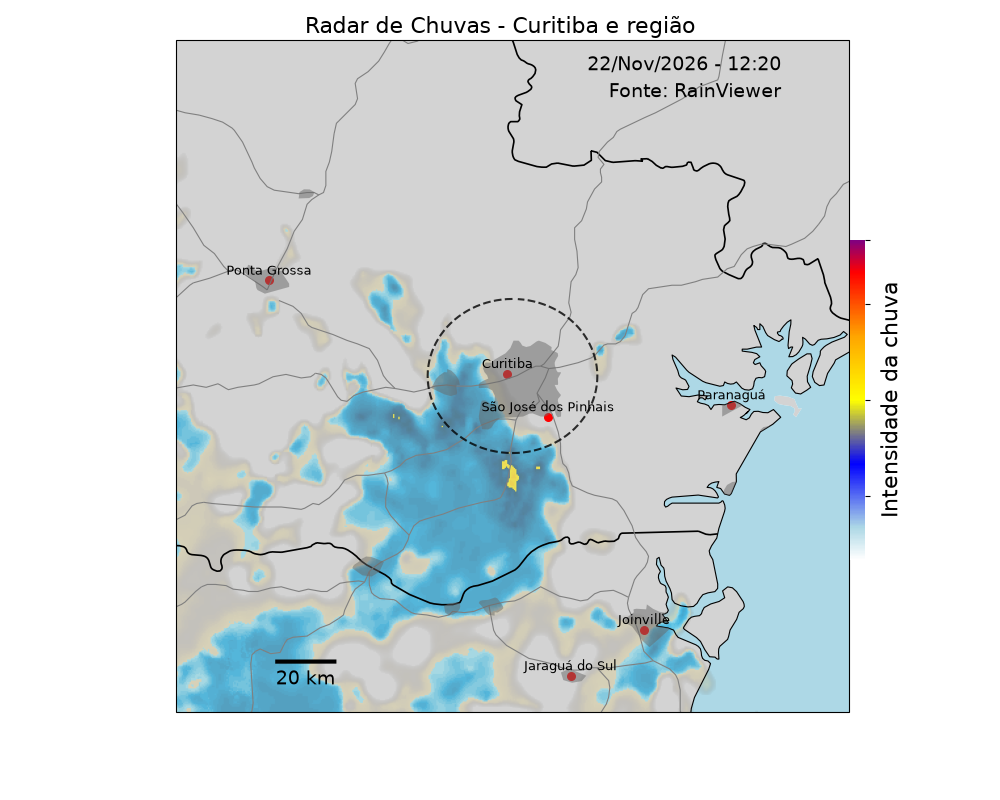 Radar de Chuvas - Curitiba e região
22/Nov/2026 - 12:20
Fonte: RainViewer
Ponta Grossa
Curitiba
São José dos Pinhais
Paranaguá
Intensidade da chuva
Joinville
Jaraguá do Sul
20 km